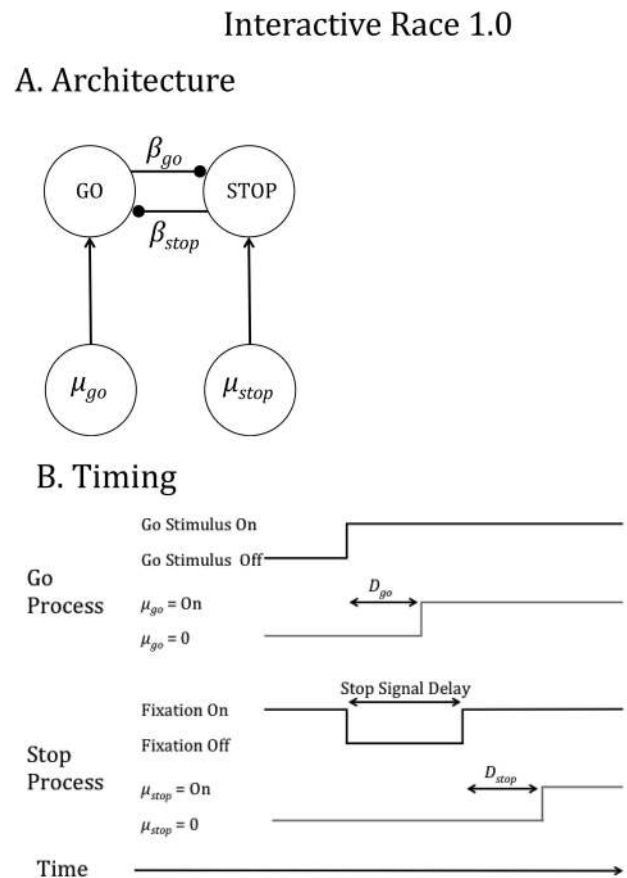 Interactive Race 1.0
A. Architecture
β_go
GO
STOP
β_stop
μ_go
μ_stop
B. Timing
Go Stimulus On
Go Stimulus Off
Go
Process
D_go
μ_go = On
μ_go = 0
Stop Signal Delay
Fixation On
Fixation Off
Stop
Process
D_stop
μ_stop = On
μ_stop = 0
Time